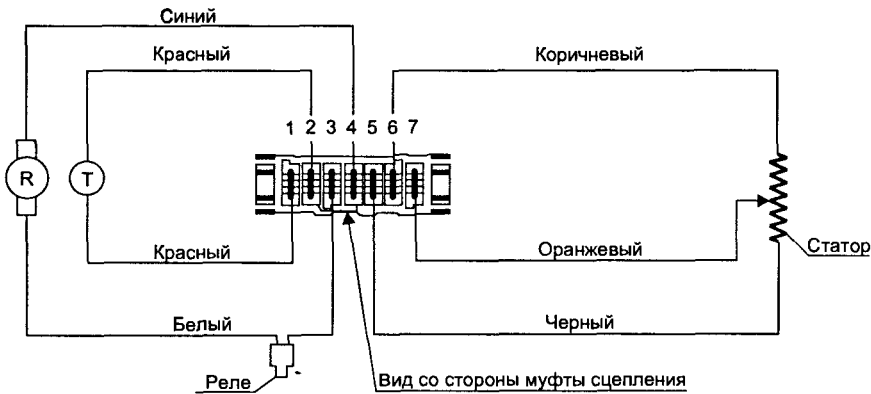 Синий
Красный
Коричневый
1 2 3 4 5 6 7
R
T
Красный
Оранжевый
Статор
Белый
Черный
Реле
Вид со стороны муфты сцепления